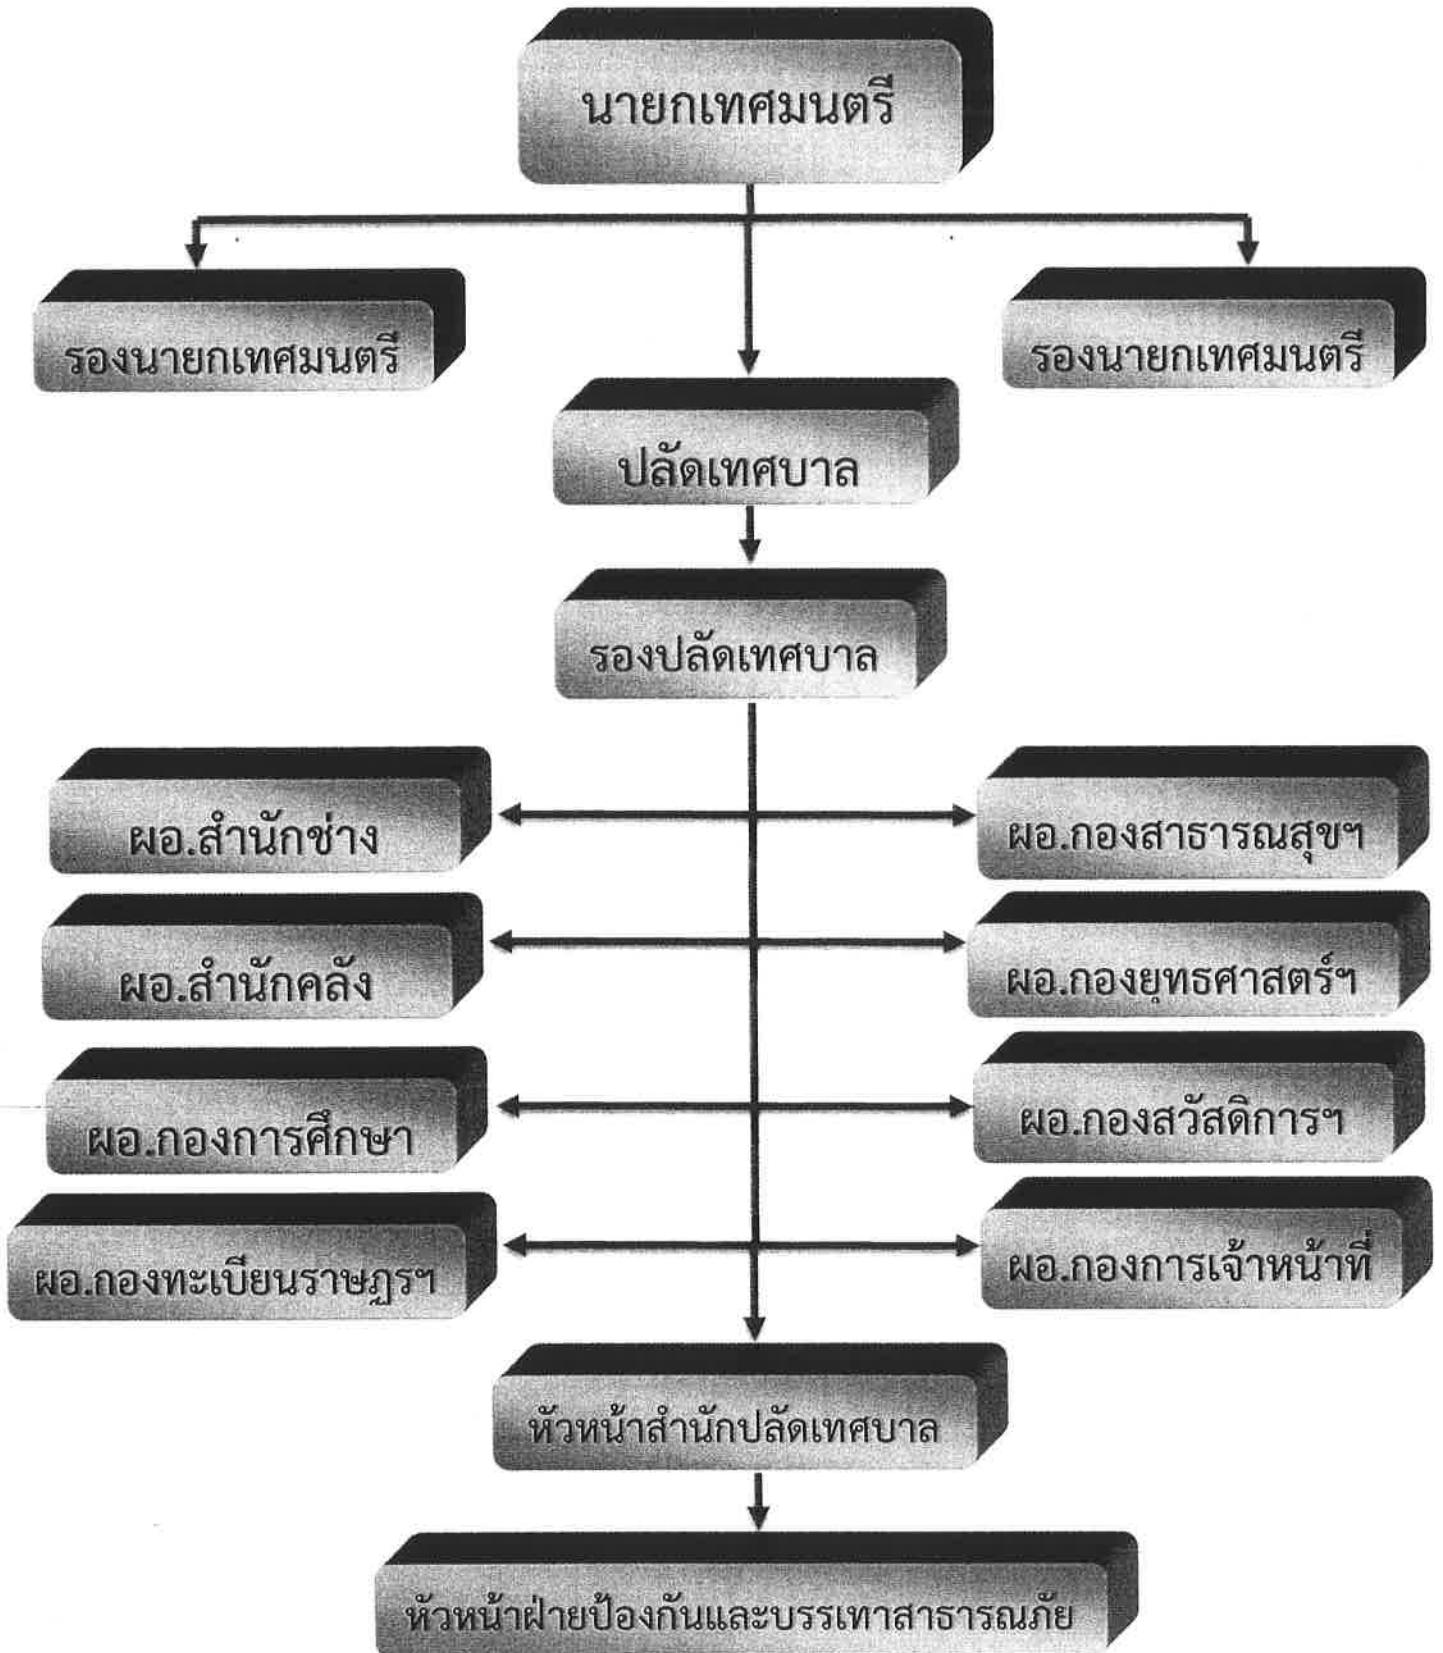 นายกเทศมนตรี
รองนายกเทศมนตรี
รองนายกเทศมนตรี
ปลัดเทศบาล
รองปลัดเทศบาล
ผอ.สำนักช่าง
ผอ.กองสาธารณสุขฯ
ผอ.สำนักคลัง
ผอ.กองยุทธศาสตร์ฯ
ผอ.กองการศึกษา
ผอ.กองสวัสดิการฯ
ผอ.กองทะเบียนราษฎรฯ
ผอ.กองการเจ้าหน้าที่
หัวหน้าสำนักปลัดเทศบาล
หัวหน้าฝ่ายป้องกันและบรรเทาสาธารณภัย